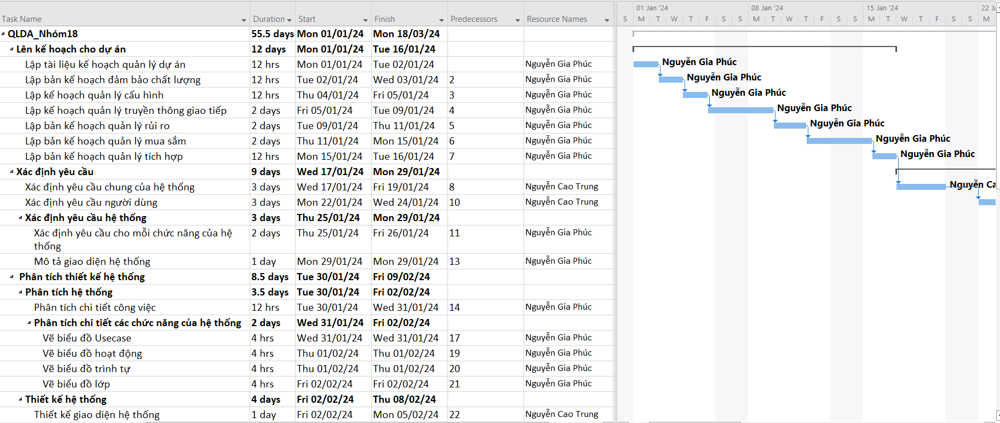 01 Jan '24 08 Jan '24 15 Jan '24 22 Ja
Task Name Duration Start Finish Predecessors Resource Names S M T W T F S S M T W T F S S M T W T F S S M
QLDA_Nhóm18 55.5 days Mon 01/01/24 Mon 18/03/24
Lên kế hoạch cho dự án 12 days Mon 01/01/24 Tue 16/01/24
Lập tài liệu kế hoạch quản lý dự án 12 hrs Mon 01/01/24 Tue 02/01/24 Nguyễn Gia Phúc Nguyễn Gia Phúc
Lập bản kế hoạch đảm bảo chất lượng 12 hrs Tue 02/01/24 Wed 03/01/24 2 Nguyễn Gia Phúc Nguyễn Gia Phúc
Lập kế hoạch quản lý cấu hình 12 hrs Thu 04/01/24 Fri 05/01/24 3 Nguyễn Gia Phúc Nguyễn Gia Phúc
Lập kế hoạch quản lý truyền thông giao tiếp 2 days Fri 05/01/24 Tue 09/01/24 4 Nguyễn Gia Phúc Nguyễn Gia Phúc
Lập bản kế hoạch quản lý rủi ro 2 days Tue 09/01/24 Thu 11/01/24 5 Nguyễn Gia Phúc Nguyễn Gia Phúc
Lập bản kế hoạch quản lý mua sắm 2 days Thu 11/01/24 Mon 15/01/24 6 Nguyễn Gia Phúc Nguyễn Gia Phúc
Lập bản kế hoạch quản lý tích hợp 12 hrs Mon 15/01/24 Tue 16/01/24 7 Nguyễn Gia Phúc Nguyễn Gia Phúc
Xác định yêu cầu 9 days Wed 17/01/24 Mon 29/01/24
Xác định yêu cầu chung của hệ thống 3 days Wed 17/01/24 Fri 19/01/24 8 Nguyễn Cao Trung Nguyễn Ca
Xác định yêu cầu người dùng 3 days Mon 22/01/24 Wed 24/01/24 10 Nguyễn Cao Trung
Xác định yêu cầu hệ thống 3 days Thu 25/01/24 Mon 29/01/24
Xác định yêu cầu cho mỗi chức năng của hệ 2 days Thu 25/01/24 Fri 26/01/24 11 Nguyễn Gia Phúc
thống
Mô tả giao diện hệ thống 1 day Mon 29/01/24 Mon 29/01/24 13 Nguyễn Gia Phúc
Phân tích thiết kế hệ thống 8.5 days Tue 30/01/24 Fri 09/02/24
Phân tích hệ thống 3.5 days Tue 30/01/24 Fri 02/02/24
Phân tích chi tiết công việc 12 hrs Tue 30/01/24 Wed 31/01/24 14 Nguyễn Gia Phúc
Phân tích chi tiết các chức năng của hệ thống 2 days Wed 31/01/24 Fri 02/02/24
Vẽ biểu đồ Usecase 4 hrs Wed 31/01/24 Wed 31/01/24 17 Nguyễn Gia Phúc
Vẽ biểu đồ hoạt động 4 hrs Thu 01/02/24 Thu 01/02/24 19 Nguyễn Gia Phúc
Vẽ biểu đồ trình tự 4 hrs Thu 01/02/24 Thu 01/02/24 20 Nguyễn Gia Phúc
Vẽ biểu đồ lớp 4 hrs Fri 02/02/24 Fri 02/02/24 21 Nguyễn Gia Phúc
Thiết kế hệ thống 4 days Fri 02/02/24 Thu 08/02/24
Thiết kế giao diện hệ thống 1 day Fri 02/02/24 Mon 05/02/24 22 Nguyễn Cao Trung